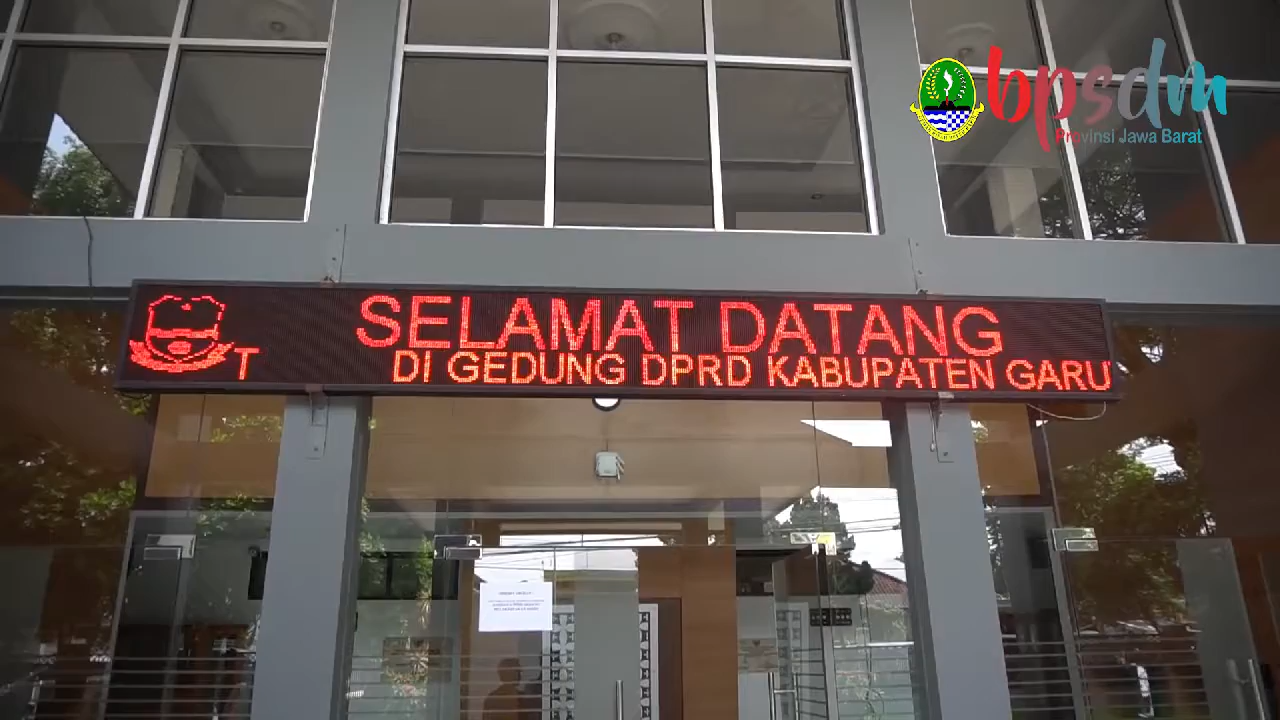 bpsdm
Provinsi Jawa Barat
SELAMAT DATANG
T DI GEDUNG DPRD KABUPATEN GARU